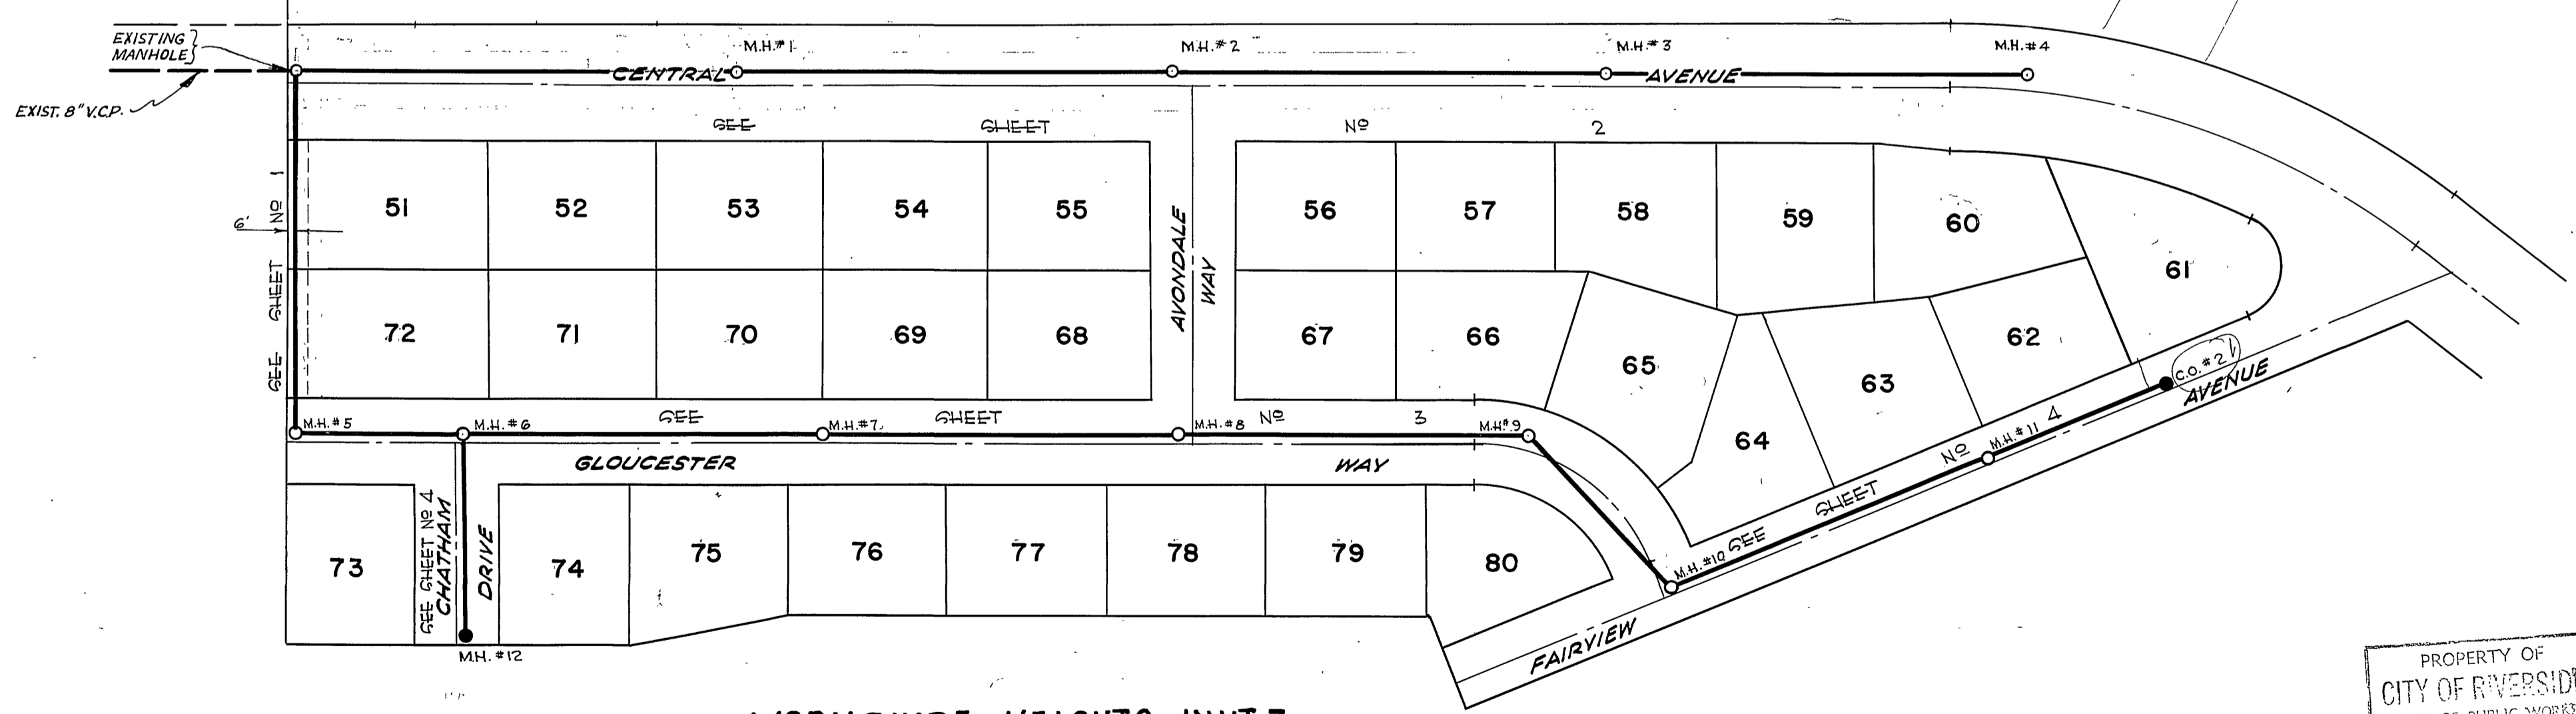 EXISTING
MANHOLE
EXIST. 8" V.C.P.
M.H.#1
M.H.#2
M.H.#3
M.H.#4
CENTRAL AVENUE
SEE SHEET Nº 2
SEE SHEET Nº 1
6'
51 52 53 54 55
56 57 58 59 60 61
72 71 70 69 68
67 66 65 64 63 62
AVONDALE
WAY
M.H.#5
M.H.#6
M.H.#7
M.H.#8
M.H.#9
SEE SHEET Nº 3
GLOUCESTER WAY
M.H.#10
M.H.#11
C.O.#2
SEE SHEET Nº 4
FAIRVIEW AVENUE
SEE SHEET Nº 4
CHATHAM
DRIVE
73 74 75 76 77 78 79 80
M.H.#12
PROPERTY OF
CITY OF RIVERSIDE
PUBLIC WORKS